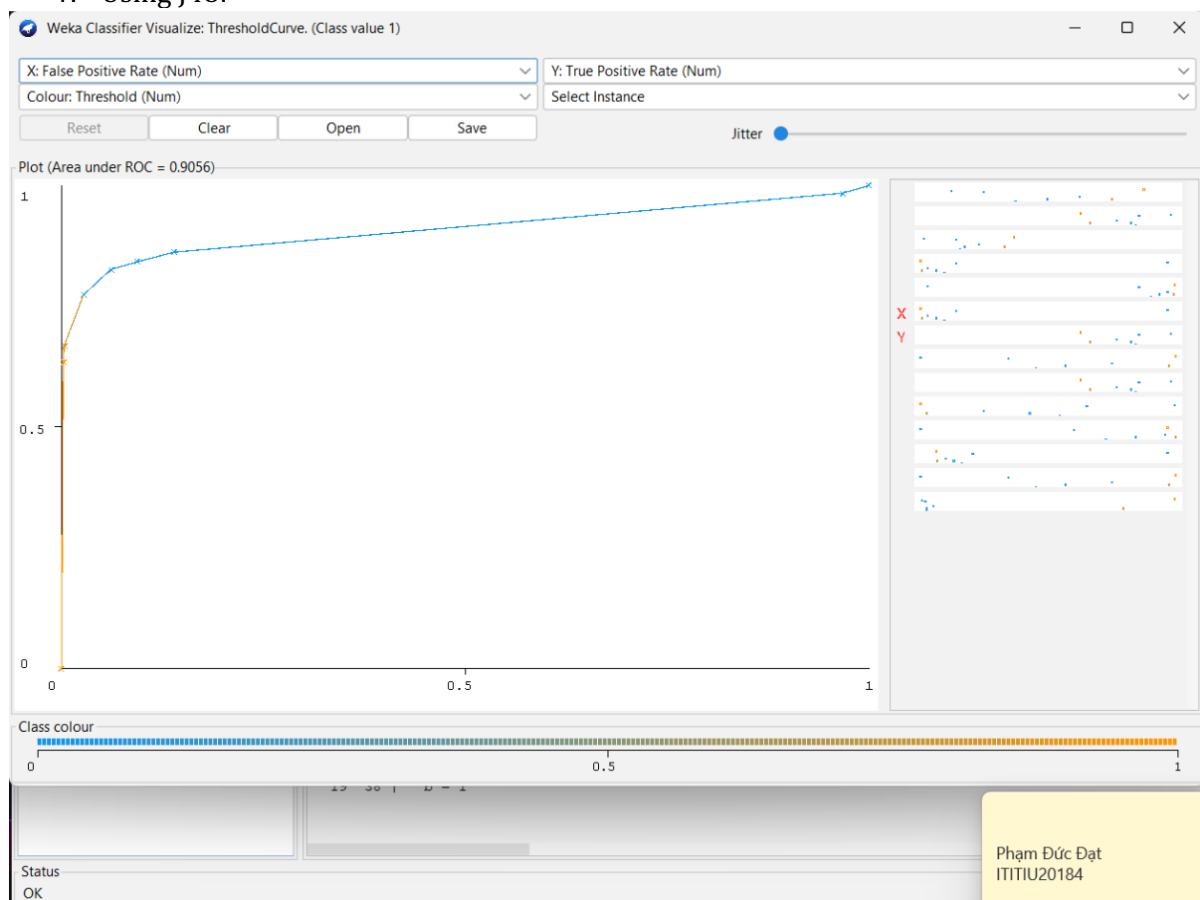 Weka Classifier Visualize: ThresholdCurve. (Class value 1)
X: False Positive Rate (Num)
Y: True Positive Rate (Num)
Colour: Threshold (Num)
Select Instance
Reset
Clear
Open
Save
Jitter
Plot (Area under ROC = 0.9056)
1
0.5
0
0
0.5
1
X
Y
Class colour
0
0.5
1
Status
OK
Phạm Đức Đạt
ITITIU20184